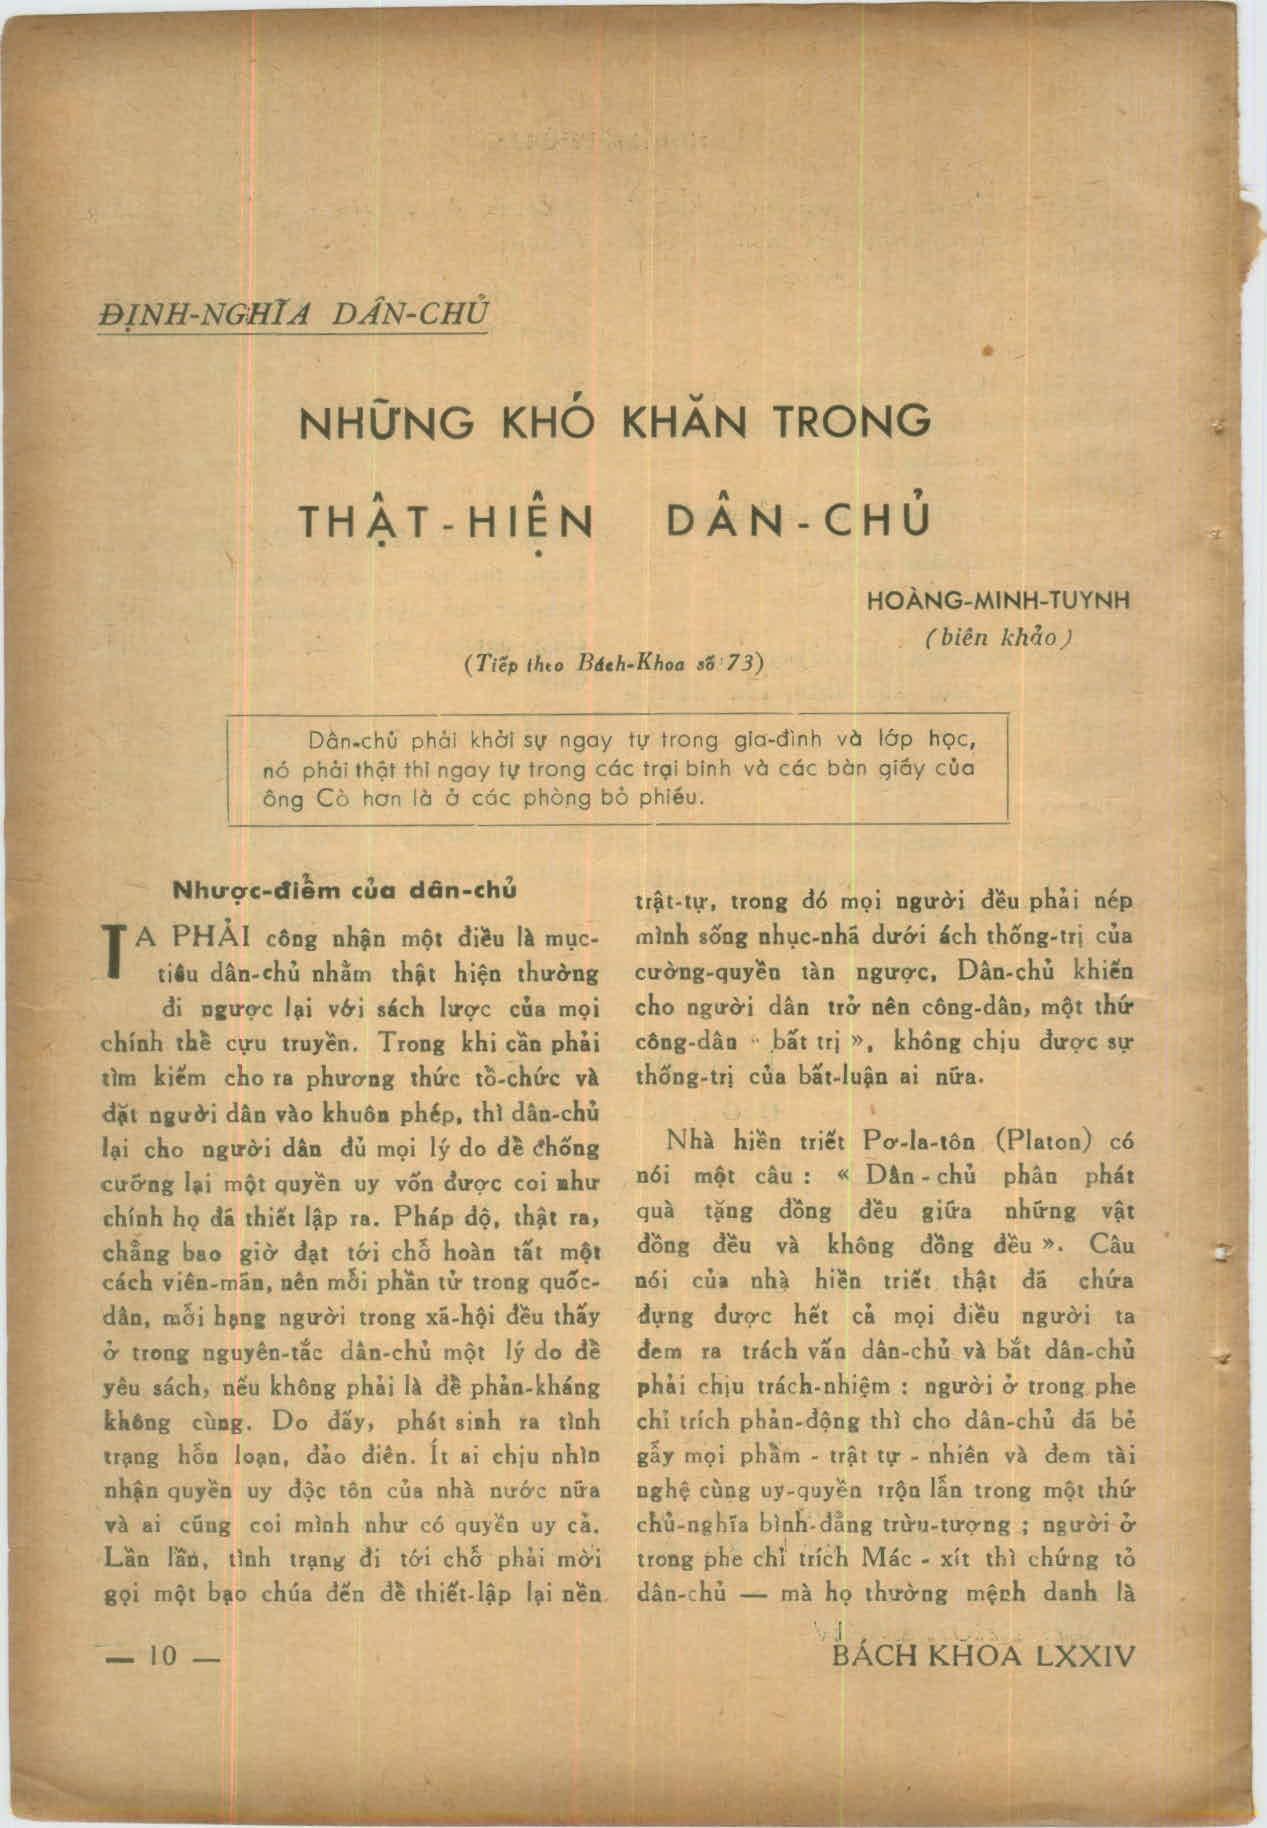 ĐỊNH-NGHĨA DÂN-CHỦ
NHỮNG KHÓ KHĂN TRONG
THẬT-HIỆN DÂN-CHỦ
HOÀNG-MINH-TUYNH
(biên khảo)
(Tiếp theo Bách-Khoa số 73)
Dân-chủ phải khởi sự ngay tự trong gia-đình và lớp học,
nó phải thật thi ngay tự trong các trại binh và các bàn giấy của
ông Cò hơn là ở các phòng bỏ phiếu.
Nhược-điểm của dân-chủ
TA PHẢI công nhận một điều là mục-
tiêu dân-chủ nhằm thật hiện thường
đi ngược lại với sách lược của mọi
chính thể cựu truyền. Trong khi cần phải
tìm kiếm cho ra phương thức tổ-chức và
đặt người dân vào khuôn phép, thì dân-chủ
lại cho người dân đủ mọi lý do để chống
cưỡng lại một quyền uy vốn được coi như
chính họ đã thiết lập ra. Pháp độ, thật ra,
chẳng bao giờ đạt tới chỗ hoàn tất một
cách viên-mãn, nên mỗi phần tử trong quốc-
dân, mỗi hạng người trong xã-hội đều thấy
ở trong nguyên-tắc dân-chủ một lý do để
yêu sách, nếu không phải là để phản-kháng
không cùng. Do đấy, phát sinh ra tình
trạng hỗn loạn, đảo điên. Ít ai chịu nhìn
nhận quyền uy độc tôn của nhà nước nữa
và ai cũng coi mình như có quyền uy cả.
Lần lần, tình trạng đi tới chỗ phải mời
gọi một bạo chúa đến để thiết-lập lại nền
trật-tự, trong đó mọi người đều phải nép
mình sống nhục-nhã dưới ách thống-trị của
cường-quyền tàn ngược, Dân-chủ khiến
cho người dân trở nên công-dân, một thứ
công-dân « bất trị », không chịu được sự
thống-trị của bất-luận ai nữa.
Nhà hiền triết Pơ-la-tôn (Platon) có
nói một câu : « Dân-chủ phân phát
quà tặng đồng đều giữa những vật
đồng đều và không đồng đều ». Câu
nói của nhà hiền triết thật đã chứa
đựng được hết cả mọi điều người ta
đem ra trách vấn dân-chủ và bắt dân-chủ
phải chịu trách-nhiệm : người ở trong phe
chỉ trích phản-động thì cho dân-chủ đã bẻ
gẫy mọi phẩm - trật tự - nhiên và đem tài
nghệ cùng uy-quyền trộn lẫn trong một thứ
chủ-nghĩa bình-đẳng trừu-tượng ; người ở
trong phe chỉ trích Mác - xít thì chứng tỏ
dân-chủ — mà họ thường mệnh danh là
— 10 —
BÁCH KHOA LXXIV